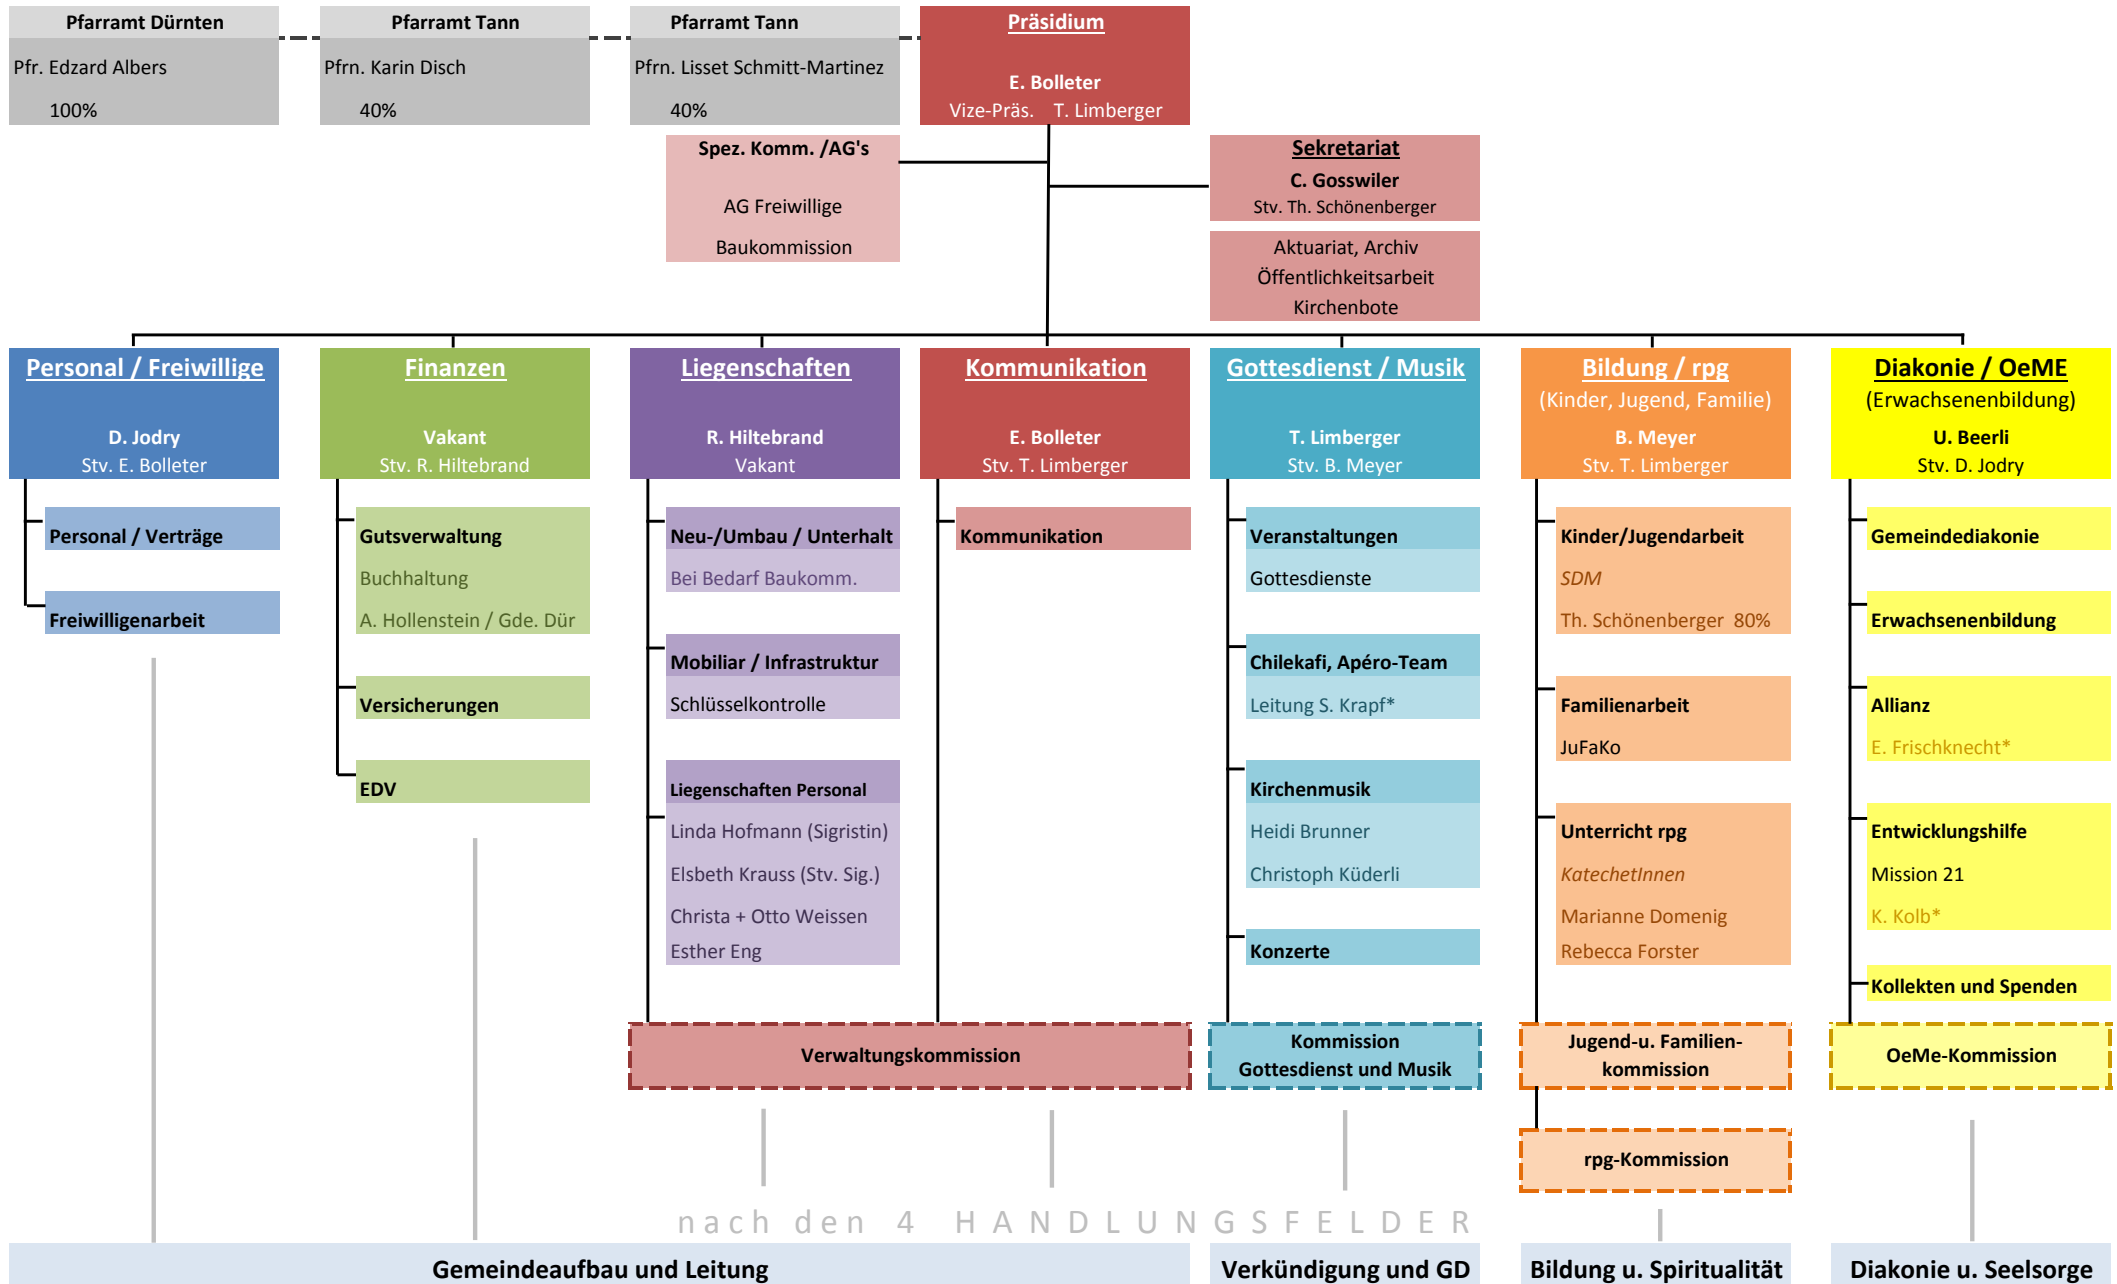 Pfarramt Dürnten
Pfr. Edzard Albers
100%
Pfarramt Tann
Pfrn. Karin Disch
40%
Pfarramt Tann
Pfrn. Lisset Schmitt-Martinez
40%
Präsidium
E. Bolleter
Vize-Präs. T. Limberger
Spez. Komm. /AG's
AG Freiwillige
Baukommission
Sekretariat
C. Gosswiler
Stv. Th. Schönenberger
Aktuariat, Archiv
Öffentlichkeitsarbeit
Kirchenbote
Personal / Freiwillige
D. Jodry
Stv. E. Bolleter
Personal / Verträge
Freiwilligenarbeit
Finanzen
Vakant
Stv. R. Hiltebrand
Gutsverwaltung
Buchhaltung
A. Hollenstein / Gde. Dür
Versicherungen
EDV
Liegenschaften
R. Hiltebrand
Vakant
Neu-/Umbau / Unterhalt
Bei Bedarf Baukomm.
Mobiliar / Infrastruktur
Schlüsselkontrolle
Liegenschaften Personal
Linda Hofmann (Sigristin)
Elsbeth Krauss (Stv. Sig.)
Christa + Otto Weissen
Esther Eng
Kommunikation
E. Bolleter
Stv. T. Limberger
Kommunikation
Verwaltungskommission
Gottesdienst / Musik
T. Limberger
Stv. B. Meyer
Veranstaltungen
Gottesdienste
Chilekafi, Apéro-Team
Leitung S. Krapf*
Kirchenmusik
Heidi Brunner
Christoph Küderli
Konzerte
Kommission
Gottesdienst und Musik
Bildung / rpg
(Kinder, Jugend, Familie)
B. Meyer
Stv. T. Limberger
Kinder/Jugendarbeit
SDM
Th. Schönenberger 80%
Familienarbeit
JuFaKo
Unterricht rpg
KatechetInnen
Marianne Domenig
Rebecca Forster
Jugend-u. Familien-
kommission
rpg-Kommission
Diakonie / OeME
(Erwachsenenbildung)
U. Beerli
Stv. D. Jodry
Gemeindediakonie
Erwachsenenbildung
Allianz
E. Frischknecht*
Entwicklungshilfe
Mission 21
K. Kolb*
Kollekten und Spenden
OeMe-Kommission
nach den 4 HANDLUNGSFELDER
Gemeindeaufbau und Leitung
Verkündigung und GD
Bildung u. Spiritualität
Diakonie u. Seelsorge